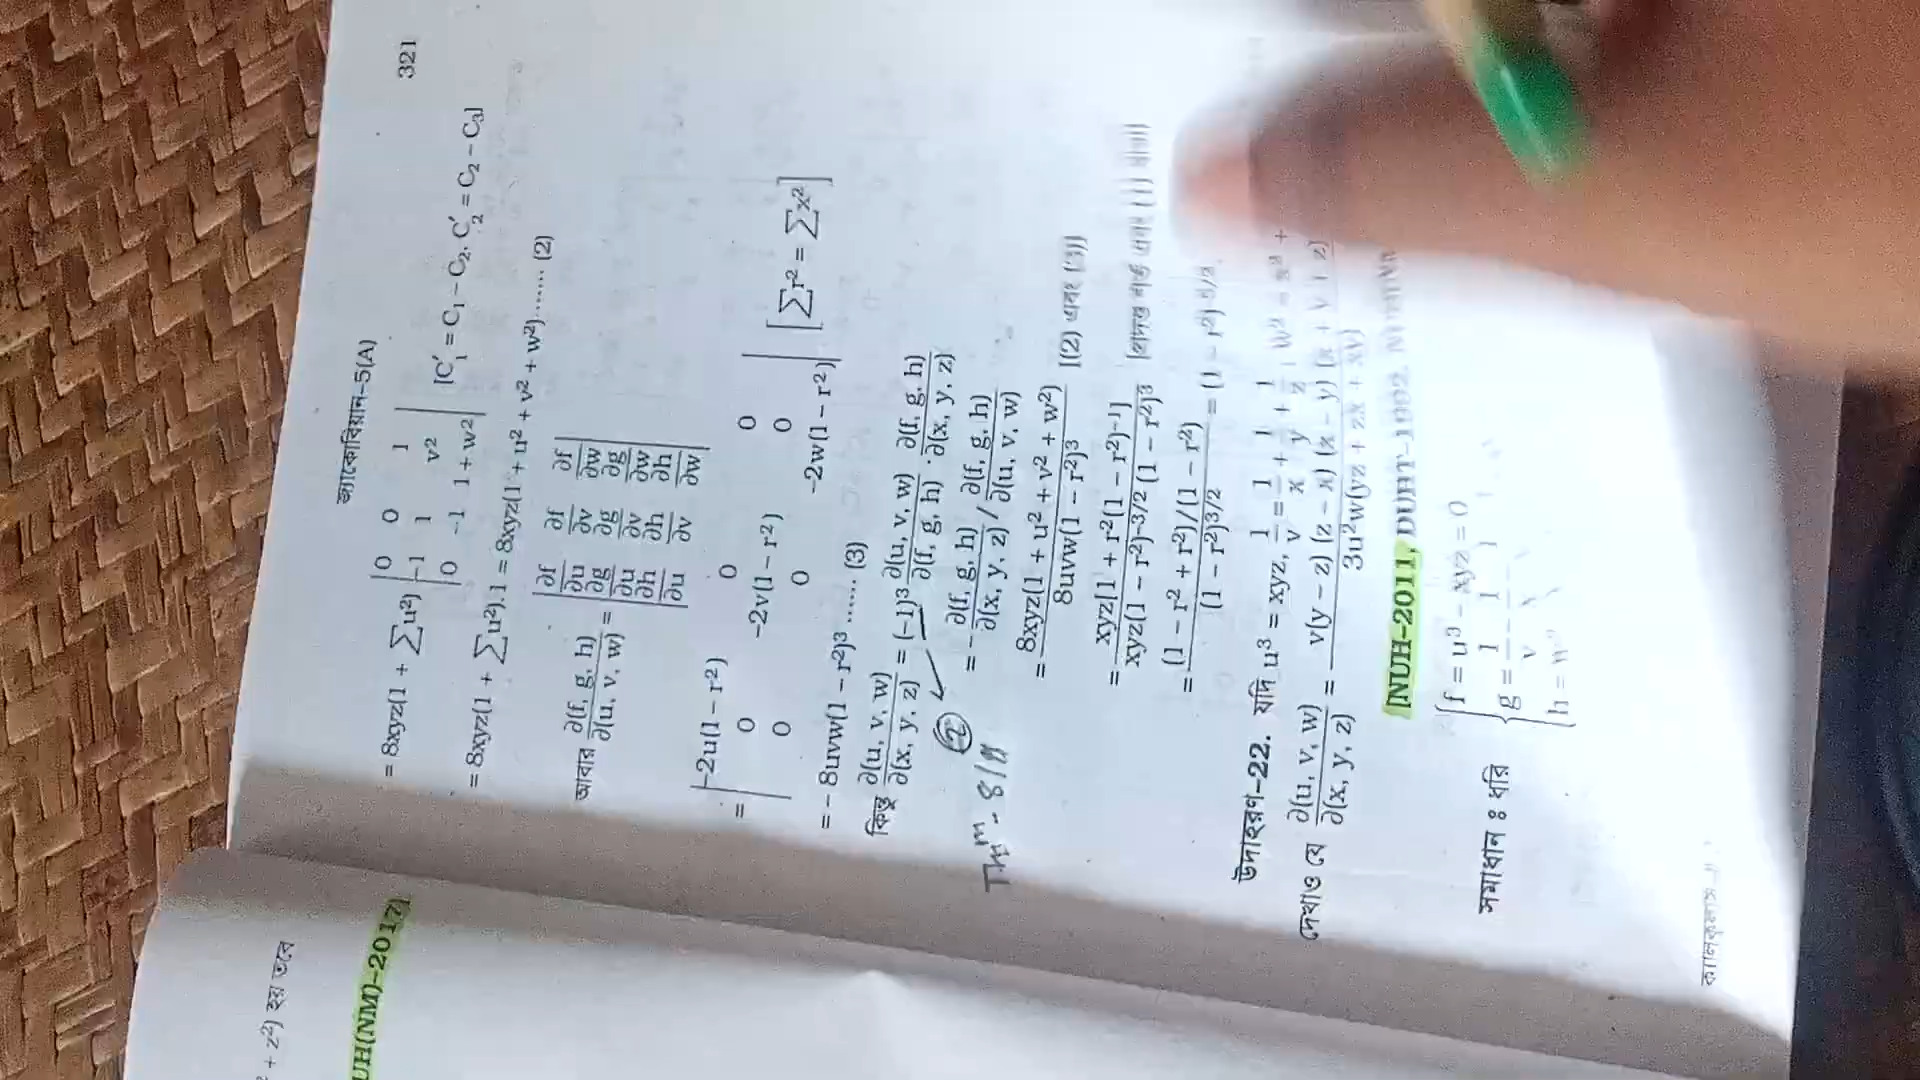 জ্যাকোবিয়ান-5(A) 321
= 8xyz(1 + ∑u²) | 0 0 1 | -1 1 v² | 0 -1 1 + w² | [C′₁ = C₁ – C₂, C′₂ = C₂ – C₃]
= 8xyz(1 + ∑u²).1 = 8xyz(1 + u² + v² + w²)....... (2)
আবার ∂(f, g, h)/∂(u, v, w) = | ∂f/∂u ∂f/∂v ∂f/∂w | ∂g/∂u ∂g/∂v ∂g/∂w | ∂h/∂u ∂h/∂v ∂h/∂w |
= | -2u(1 – r²) 0 0 | 0 -2v(1 – r²) 0 | 0 0 -2w(1 – r²) | [∑r² = ∑x²]
= – 8uvw(1 – r²)³ ...... (3)
কিন্তু ∂(u, v, w)/∂(x, y, z) = (-1)³ ∂(u, v, w)/∂(f, g, h) . ∂(f, g, h)/∂(x, y, z)
= – ∂(f, g, h)/∂(x, y, z) / ∂(f, g, h)/∂(u, v, w)
Thm - 8/
= 8xyz(1 + u² + v² + w²)/8uvw(1 – r²)³ [(2) এবং (3)]
= xyz[1 + r²(1 – r²)⁻¹]/xyz(1 – r²)⁻³/² (1 – r²)³
= (1 – r² + r²)/(1 – r²)/(1 – r²)³/² = (1 – r²)⁻⁵/²
উদাহরণ-22. যদি u³ = xyz, 1/v = 1/x + 1/y + 1/z
দেখাও যে ∂(u, v, w)/∂(x, y, z) = v(y – z) (z – x) (x – y) (x + y + z)/3u²w(yz + zx + xy)
[NUH-2011, DUHT-1992
সমাধান ঃ ধরি f = u³ – xyz = 0
g = 1/v
h =
UH(NM)-2017]
+ z²) হয় তবে